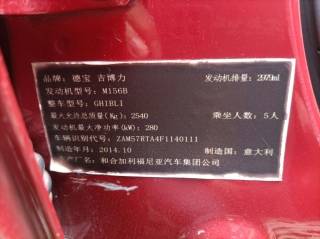 品牌：德宝 吉博力 发动机排量：2979ml
发动机型号：M156B
整车型号：GHIBLI
最大允许总质量(Kg)：2540 乘坐人数：5人
发动机最大净功率(kW)：280
车辆识别代号：ZAM57RTA4F1140111
制造年月：2014.10 制造国：意大利
生产厂名：和合加利福尼亚汽车集团公司